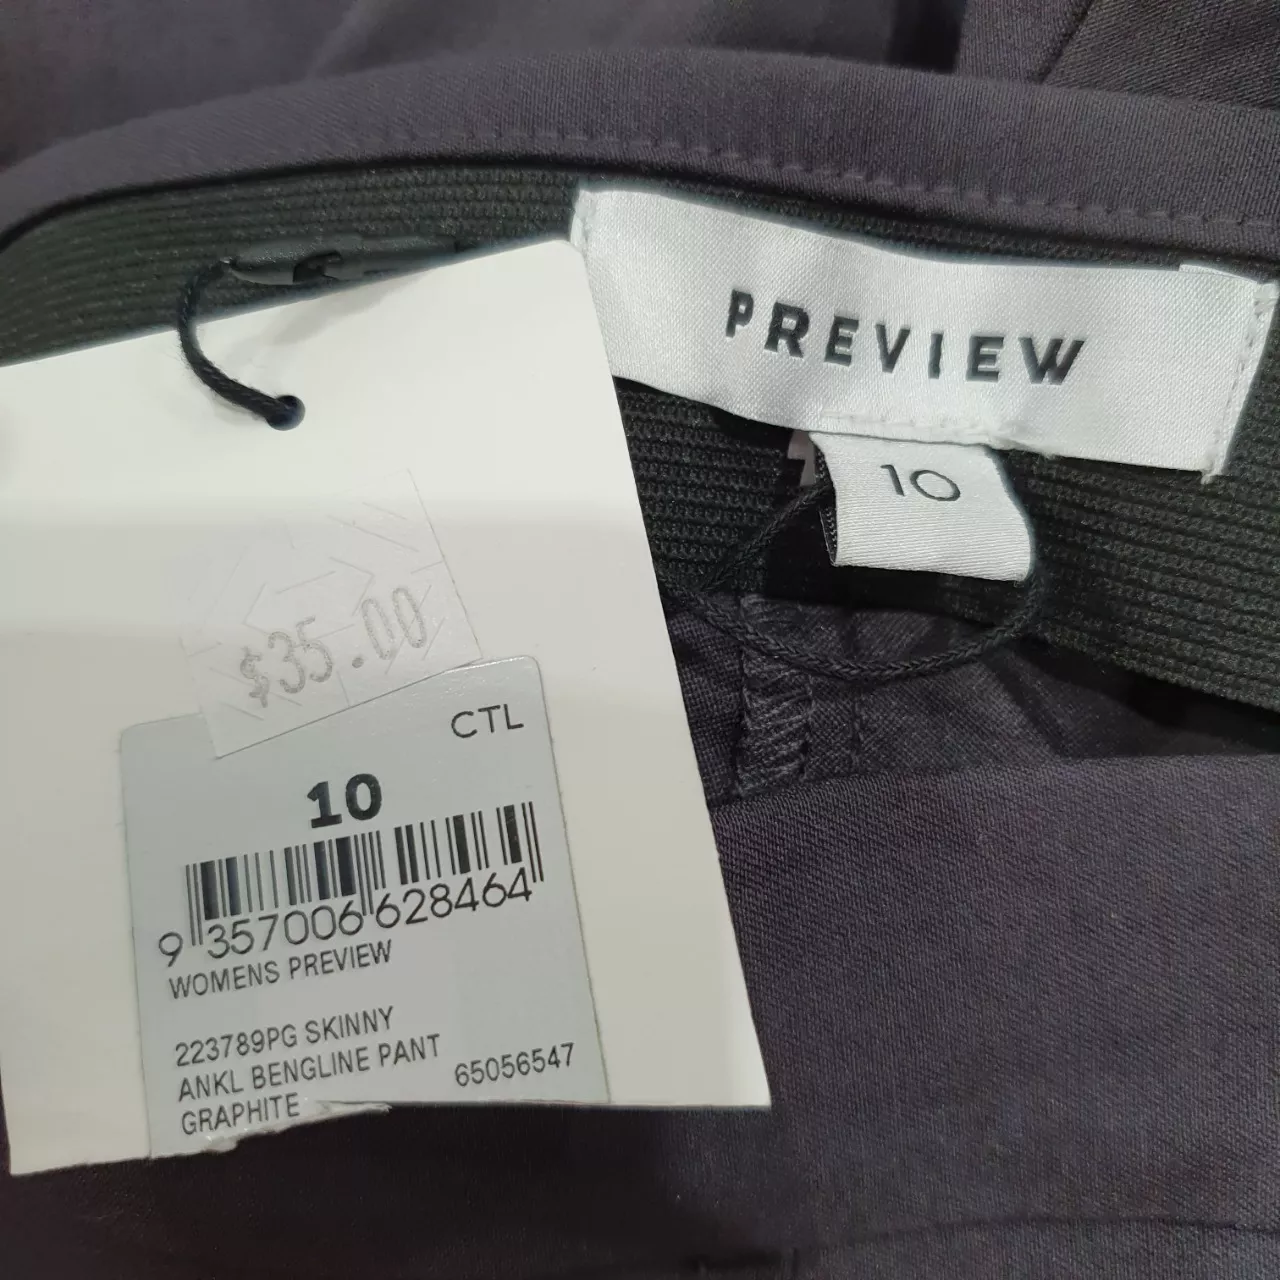 PREVIEW
10
$35.00
CTL
10
9 357006 628464
WOMENS PREVIEW
223789PG SKINNY
ANKL BENGLINE PANT 65056547
GRAPHITE